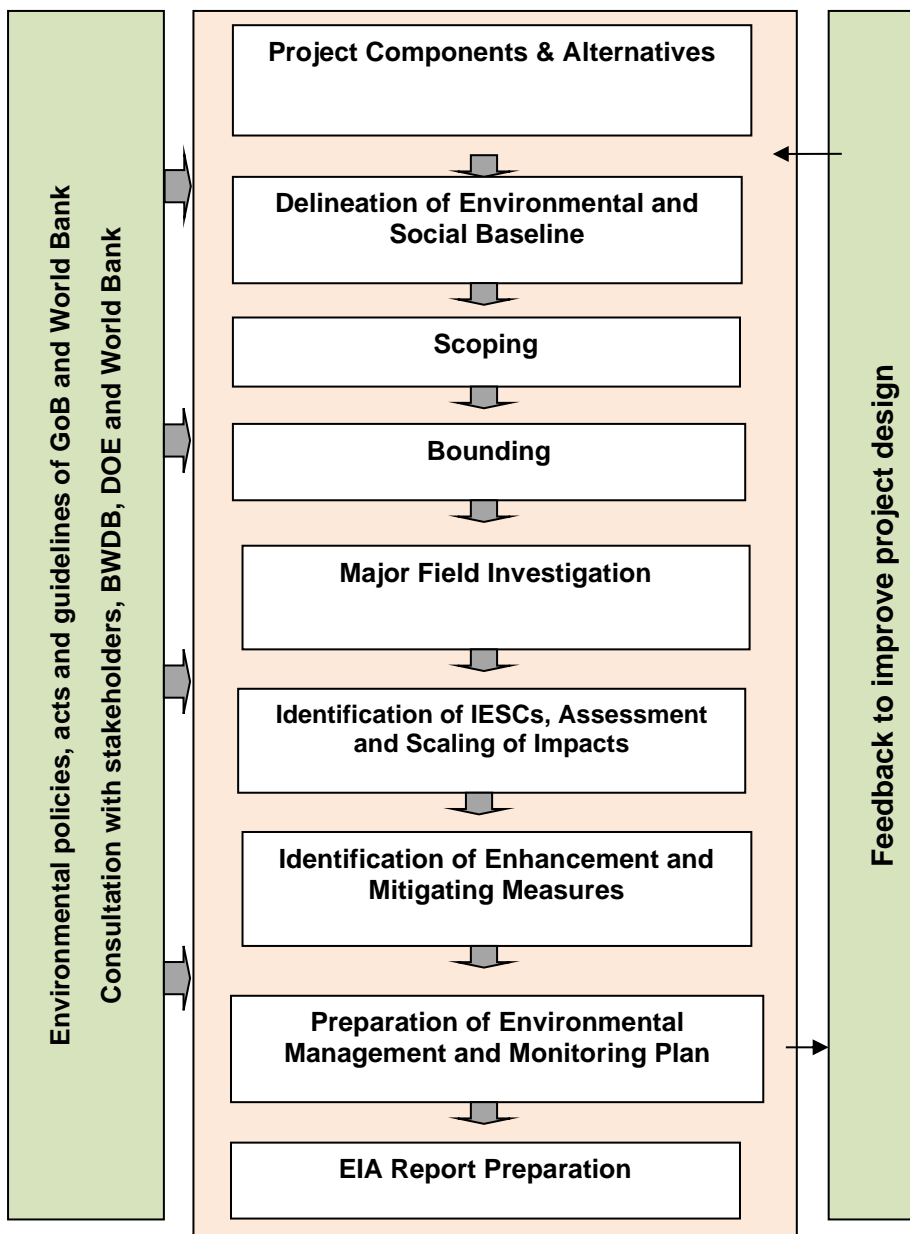 Environmental policies, acts and guidelines of GoB and World Bank
Consultation with stakeholders, BWDB, DOE and World Bank
Project Components & Alternatives
Delineation of Environmental and
Social Baseline
Scoping
Bounding
Major Field Investigation
Identification of IESCs, Assessment
and Scaling of Impacts
Identification of Enhancement and
Mitigating Measures
Preparation of Environmental
Management and Monitoring Plan
EIA Report Preparation
Feedback to improve project design